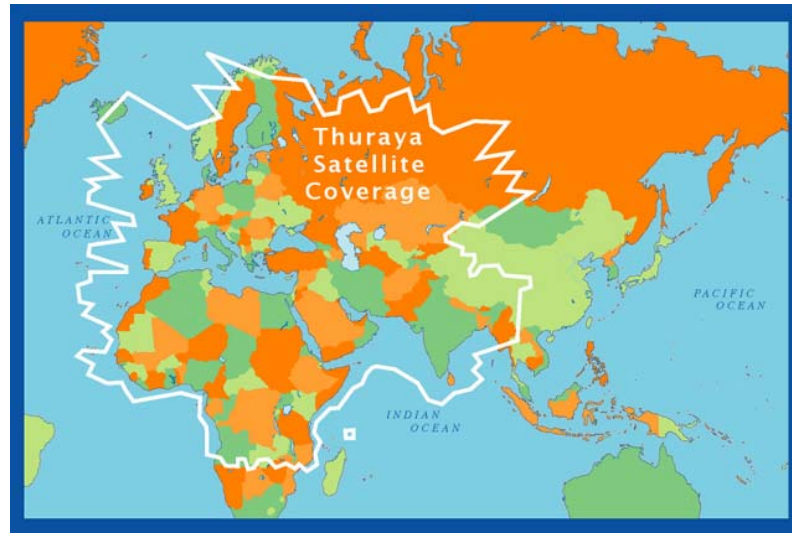 Thuraya
Satellite
Coverage
ATLANTIC
OCEAN
PACIFIC
OCEAN
INDIAN
OCEAN